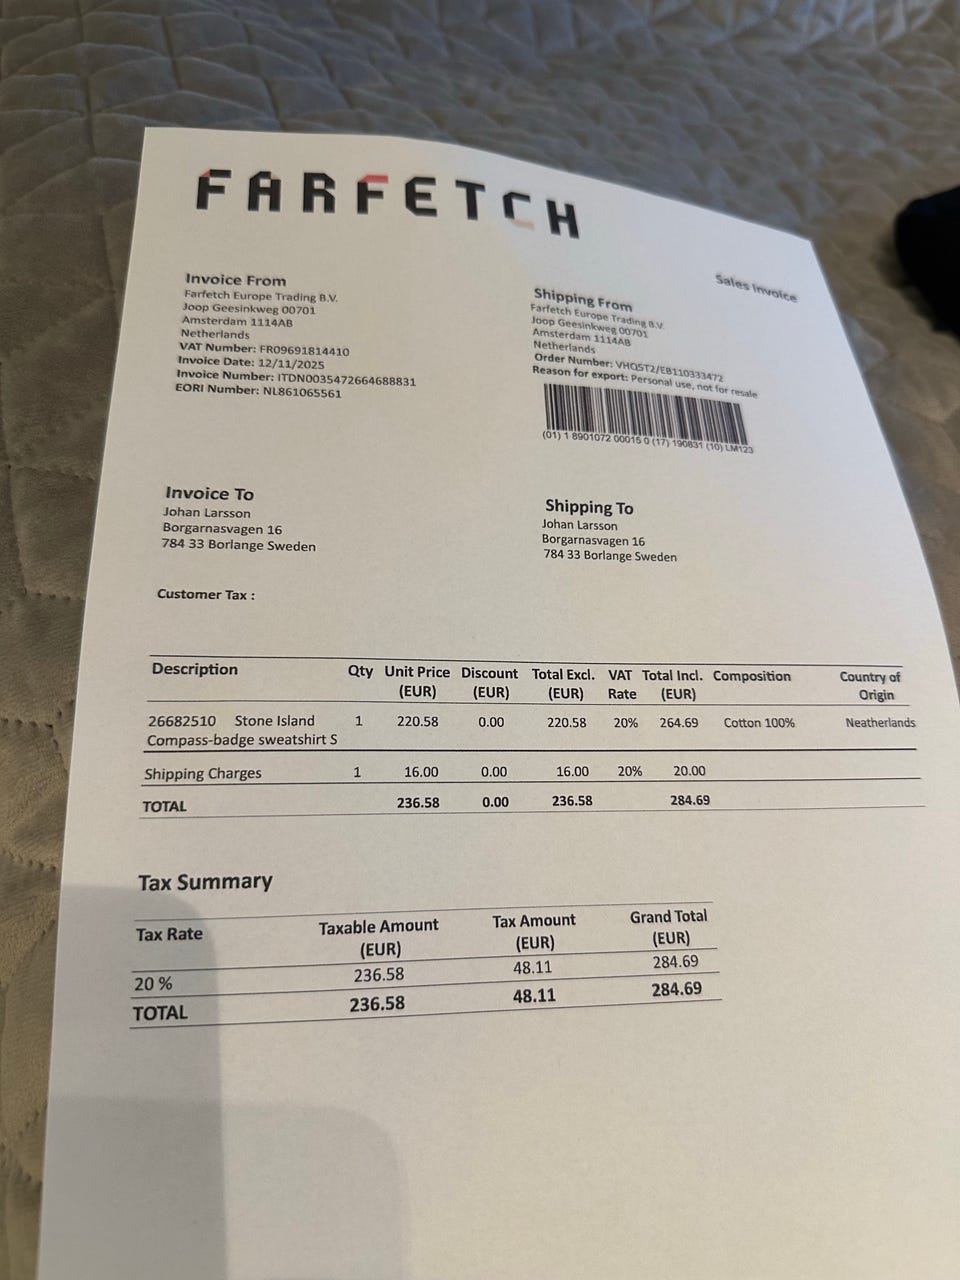 FARFETCH
Sales Invoice
Invoice From
Farfetch Europe Trading B.V.
Joop Geesinkweg 00701
Amsterdam 1114AB
Netherlands
VAT Number: FR09691814410
Invoice Date: 12/11/2025
Invoice Number: ITDN0035472664688831
EORI Number: NL861065561
Shipping From
Farfetch Europe Trading B.V.
Joop Geesinkweg 00701
Amsterdam 1114AB
Netherlands
Order Number: VHQST2/EB110333472
Reason for export: Personal use, not for resale
(01) 1 8901072 00015 0 (17) 190831 (10) LM123
Invoice To
Johan Larsson
Borgarnasvagen 16
784 33 Borlange Sweden
Shipping To
Johan Larsson
Borgarnasvagen 16
784 33 Borlange Sweden
Customer Tax :
Description Qty Unit Price Discount Total Excl. VAT Total Incl. Composition Country of
(EUR) (EUR) (EUR) Rate (EUR) Origin
26682510 Stone Island 1 220.58 0.00 220.58 20% 264.69 Cotton 100% Neatherlands
Compass-badge sweatshirt S
Shipping Charges 1 16.00 0.00 16.00 20% 20.00
TOTAL 236.58 0.00 236.58 284.69
Tax Summary
Tax Rate Taxable Amount Tax Amount Grand Total
(EUR) (EUR) (EUR)
20 % 236.58 48.11 284.69
TOTAL 236.58 48.11 284.69